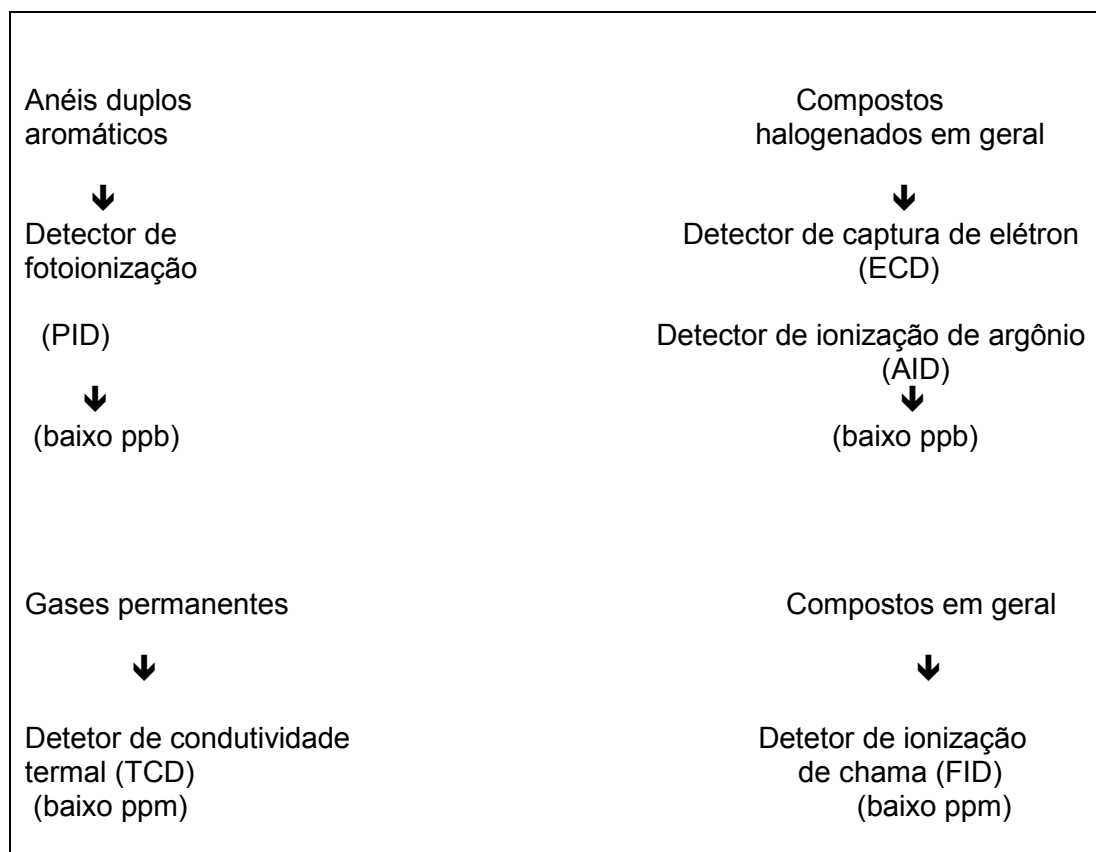 Anéis duplos
aromáticos
Detector de
fotoionização
(PID)
(baixo ppb)
Compostos
halogenados em geral
Detector de captura de elétron
(ECD)
Detector de ionização de argônio
(AID)
(baixo ppb)
Gases permanentes
Detetor de condutividade
termal (TCD)
(baixo ppm)
Compostos em geral
Detetor de ionização
de chama (FID)
(baixo ppm)